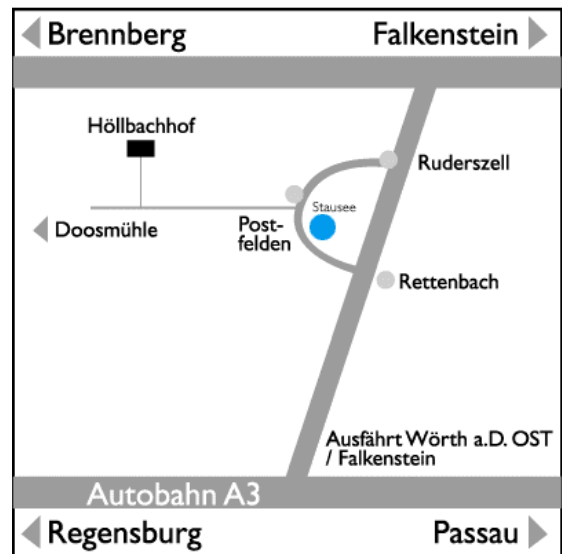 Brennberg
Falkenstein
Höllbachhof
Ruderszell
Stausee
Post-
felden
Doosmühle
Rettenbach
Ausfährt Wörth a.D. OST
/ Falkenstein
Autobahn A3
Regensburg
Passau